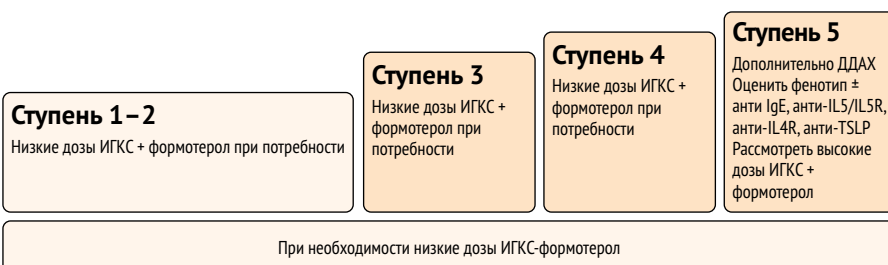 Ступень 1–2
Низкие дозы ИГКС + формотерол при потребности
Ступень 3
Низкие дозы ИГКС +
формотерол при
потребности
Ступень 4
Низкие дозы ИГКС +
формотерол при
потребности
Ступень 5
Дополнительно ДДАХ
Оценить фенотип ±
анти IgE, анти-IL5/IL5R,
анти-IL4R, анти-TSLP
Рассмотреть высокие
дозы ИГКС +
формотерол
При необходимости низкие дозы ИГКС-формотерол